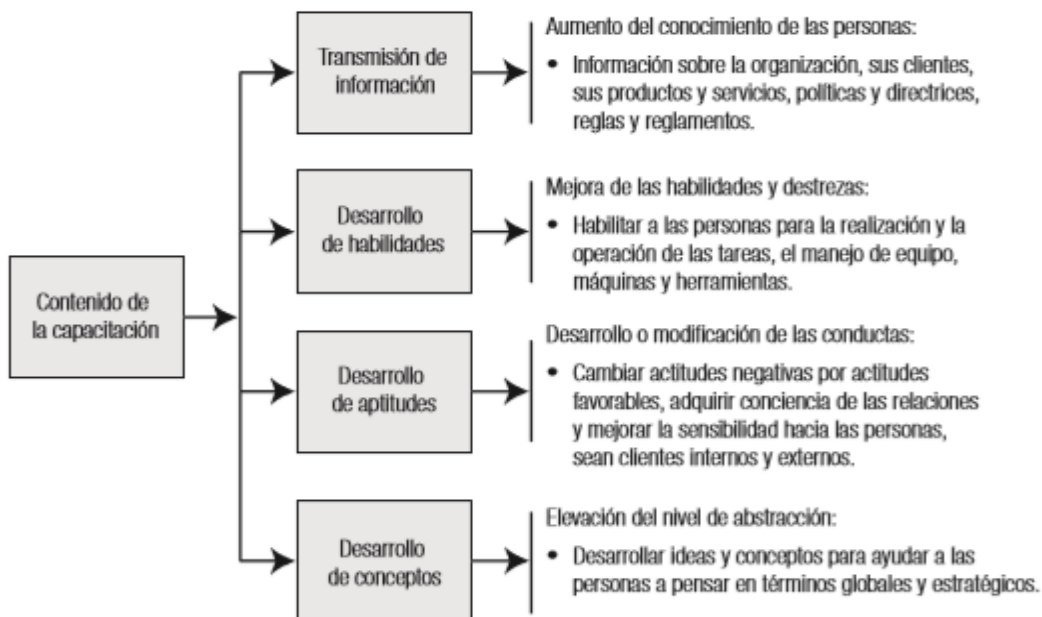 Contenido de
la capacitación
Transmisión de
información
Aumento del conocimiento de las personas:
• Información sobre la organización, sus clientes,
sus productos y servicios, políticas y directrices,
reglas y reglamentos.
Desarrollo
de habilidades
Mejora de las habilidades y destrezas:
• Habilitar a las personas para la realización y la
operación de las tareas, el manejo de equipo,
máquinas y herramientas.
Desarrollo
de aptitudes
Desarrollo o modificación de las conductas:
• Cambiar actitudes negativas por actitudes
favorables, adquirir conciencia de las relaciones
y mejorar la sensibilidad hacia las personas,
sean clientes internos y externos.
Desarrollo
de conceptos
Elevación del nivel de abstracción:
• Desarrollar ideas y conceptos para ayudar a las
personas a pensar en términos globales y estratégicos.